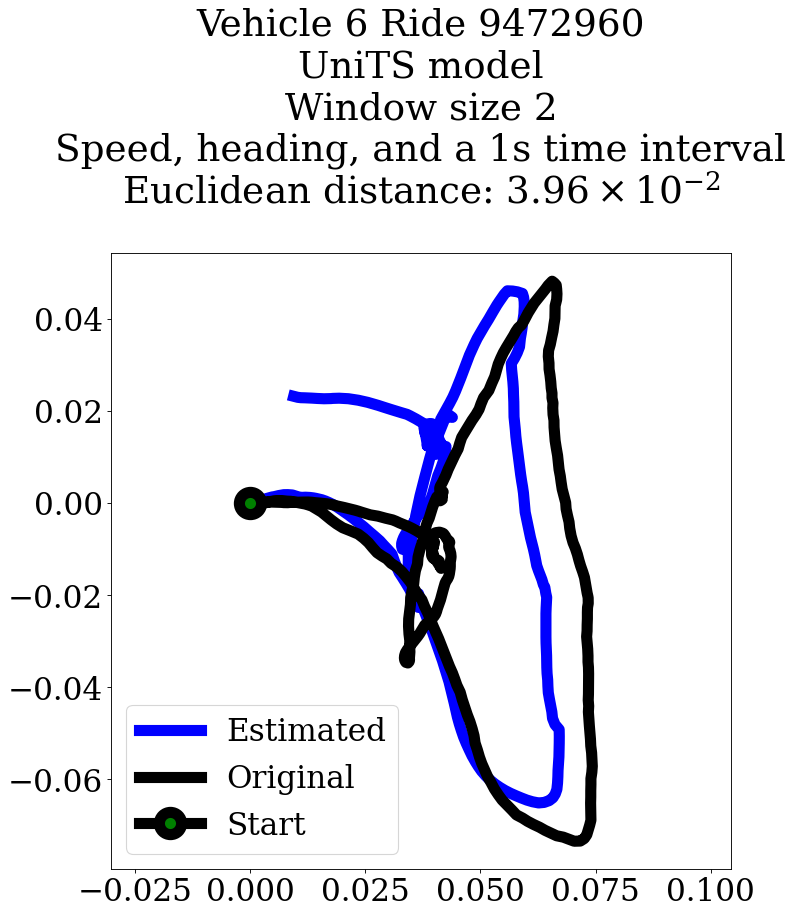 Vehicle 6 Ride 9472960
UniTS model
Window size 2
Speed, heading, and a 1s time interval
Euclidean distance: 3.96 × 10⁻²
0.04
0.02
0.00
−0.02
−0.04
−0.06
Estimated
Original
Start
−0.025 0.000 0.025 0.050 0.075 0.100